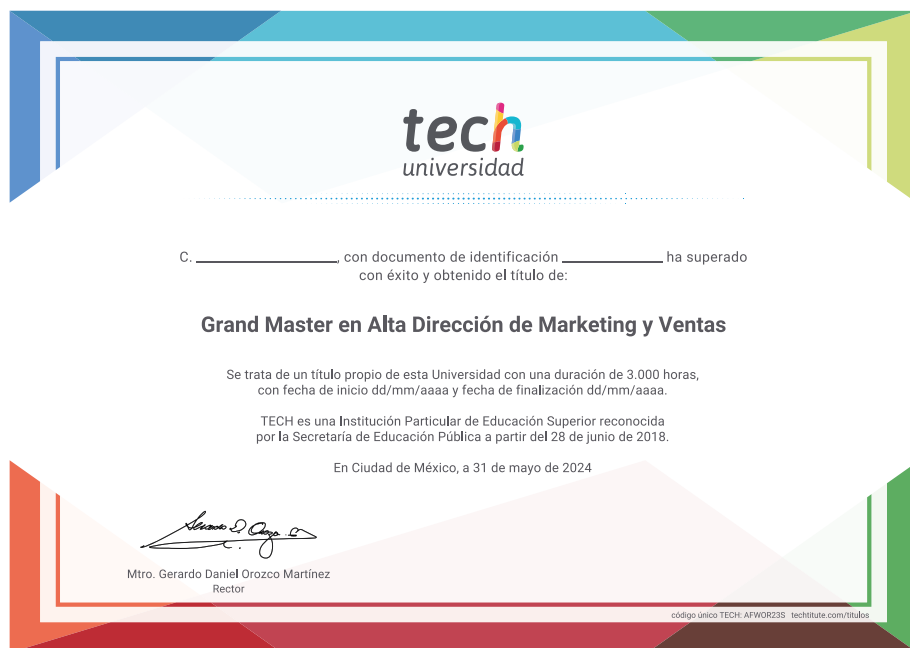 tech
universidad
C. ____________, con documento de identificación ____________ ha superado
con éxito y obtenido el título de:
Grand Master en Alta Dirección de Marketing y Ventas
Se trata de un título propio de esta Universidad con una duración de 3.000 horas,
con fecha de inicio dd/mm/aaaa y fecha de finalización dd/mm/aaaa.
TECH es una Institución Particular de Educación Superior reconocida
por la Secretaría de Educación Pública a partir del 28 de junio de 2018.
En Ciudad de México, a 31 de mayo de 2024
Mtro. Gerardo Daniel Orozco Martínez
Rector
código único TECH: AFWOR23S techtitute.com/titulos